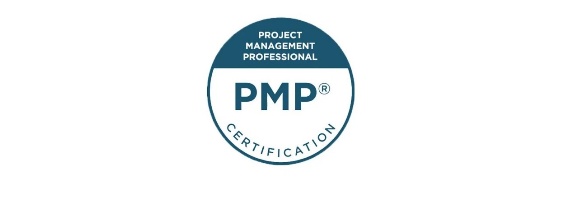 PROJECT
MANAGEMENT
PROFESSIONAL
PMP®
CERTIFICATION